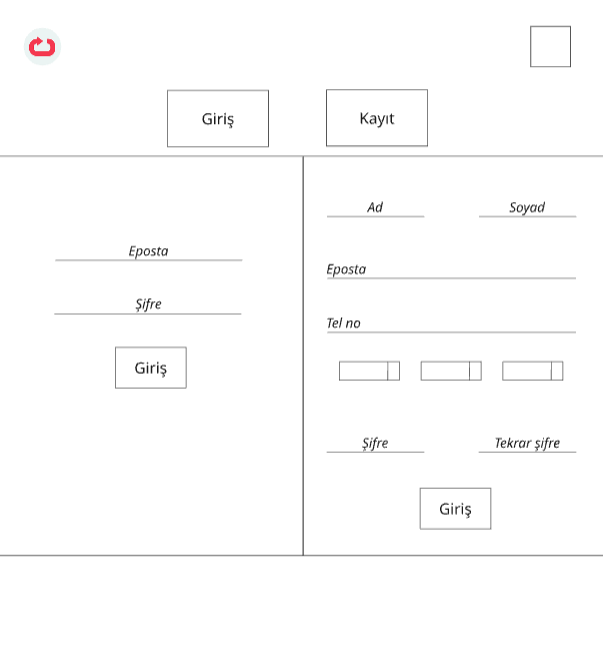 Giriş
Kayıt
Eposta
Şifre
Giriş
Ad
Soyad
Eposta
Tel no
Şifre
Tekrar şifre
Giriş